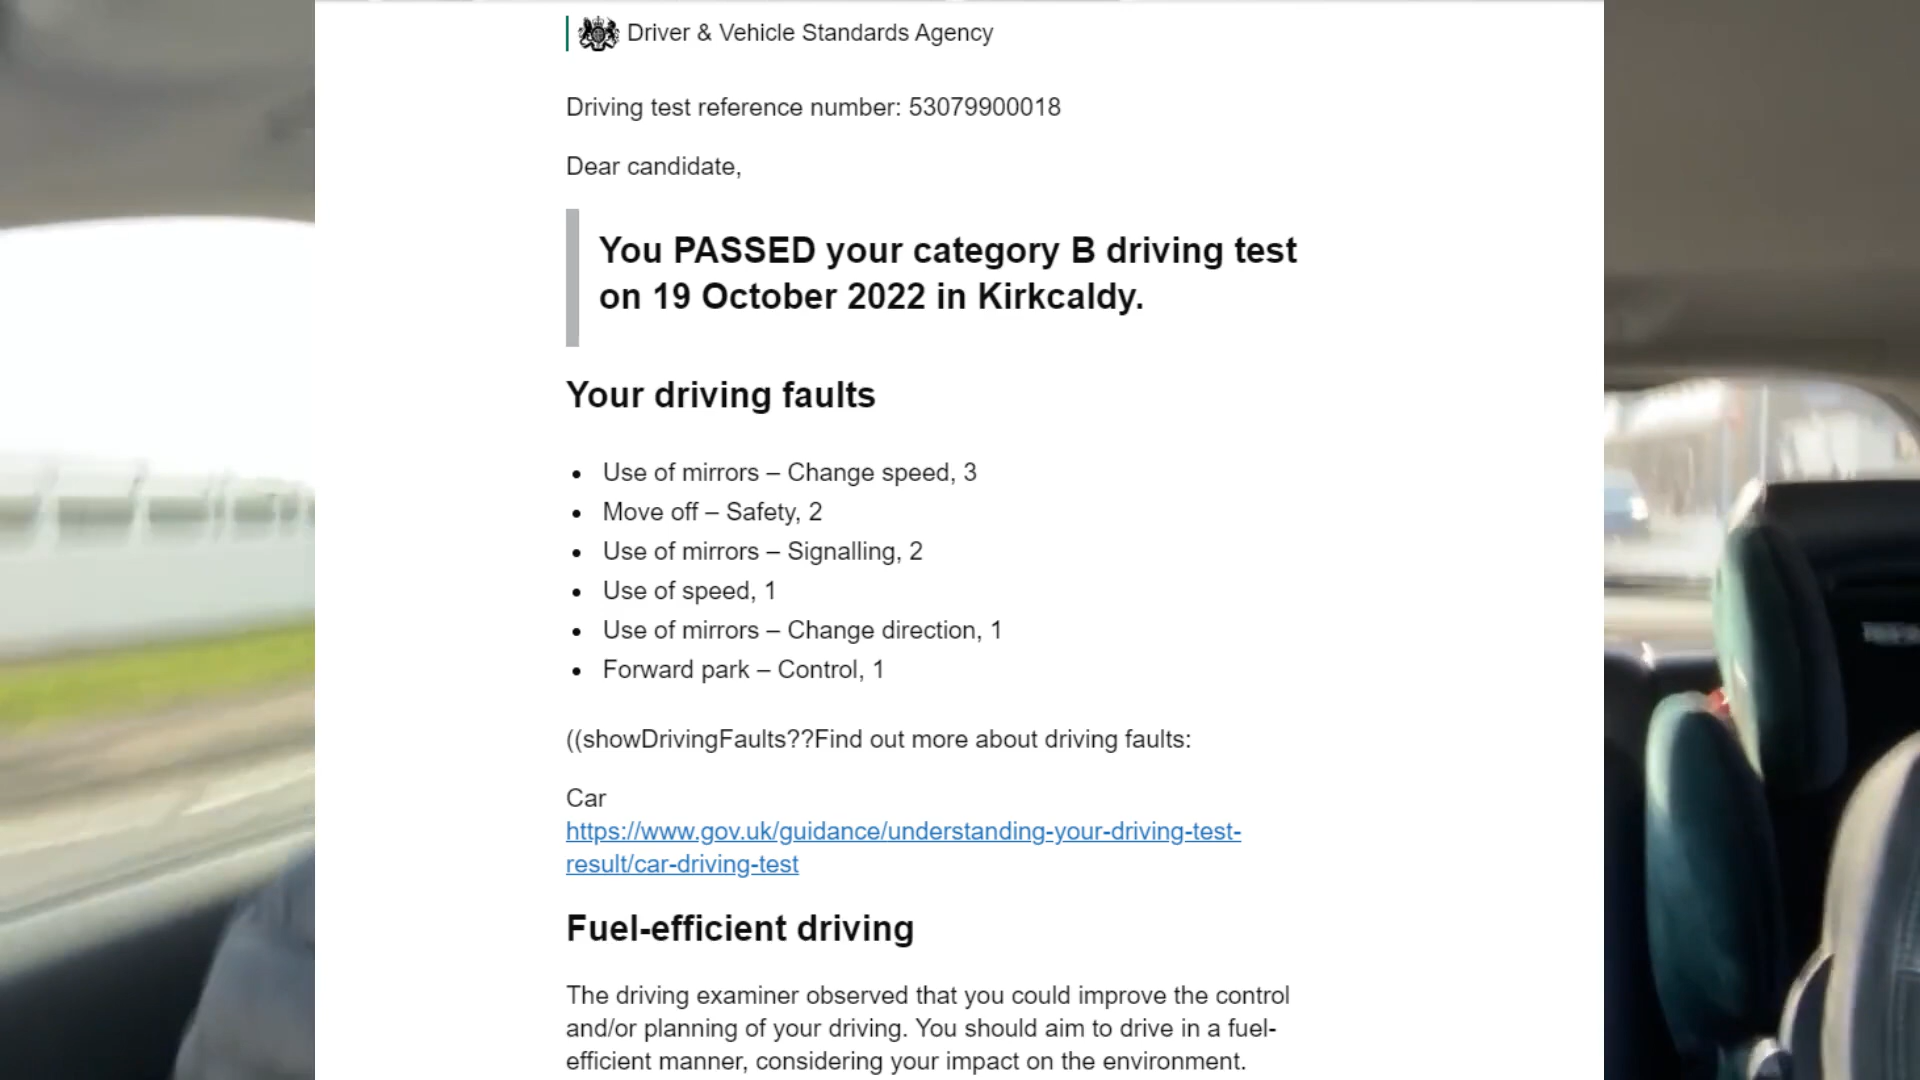 Driver & Vehicle Standards Agency
Driving test reference number: 53079900018
Dear candidate,
You PASSED your category B driving test
on 19 October 2022 in Kirkcaldy.
Your driving faults
• Use of mirrors – Change speed, 3
• Move off – Safety, 2
• Use of mirrors – Signalling, 2
• Use of speed, 1
• Use of mirrors – Change direction, 1
• Forward park – Control, 1
((showDrivingFaults??Find out more about driving faults:
Car
https://www.gov.uk/guidance/understanding-your-driving-test-
result/car-driving-test
Fuel-efficient driving
The driving examiner observed that you could improve the control
and/or planning of your driving. You should aim to drive in a fuel-
efficient manner, considering your impact on the environment.